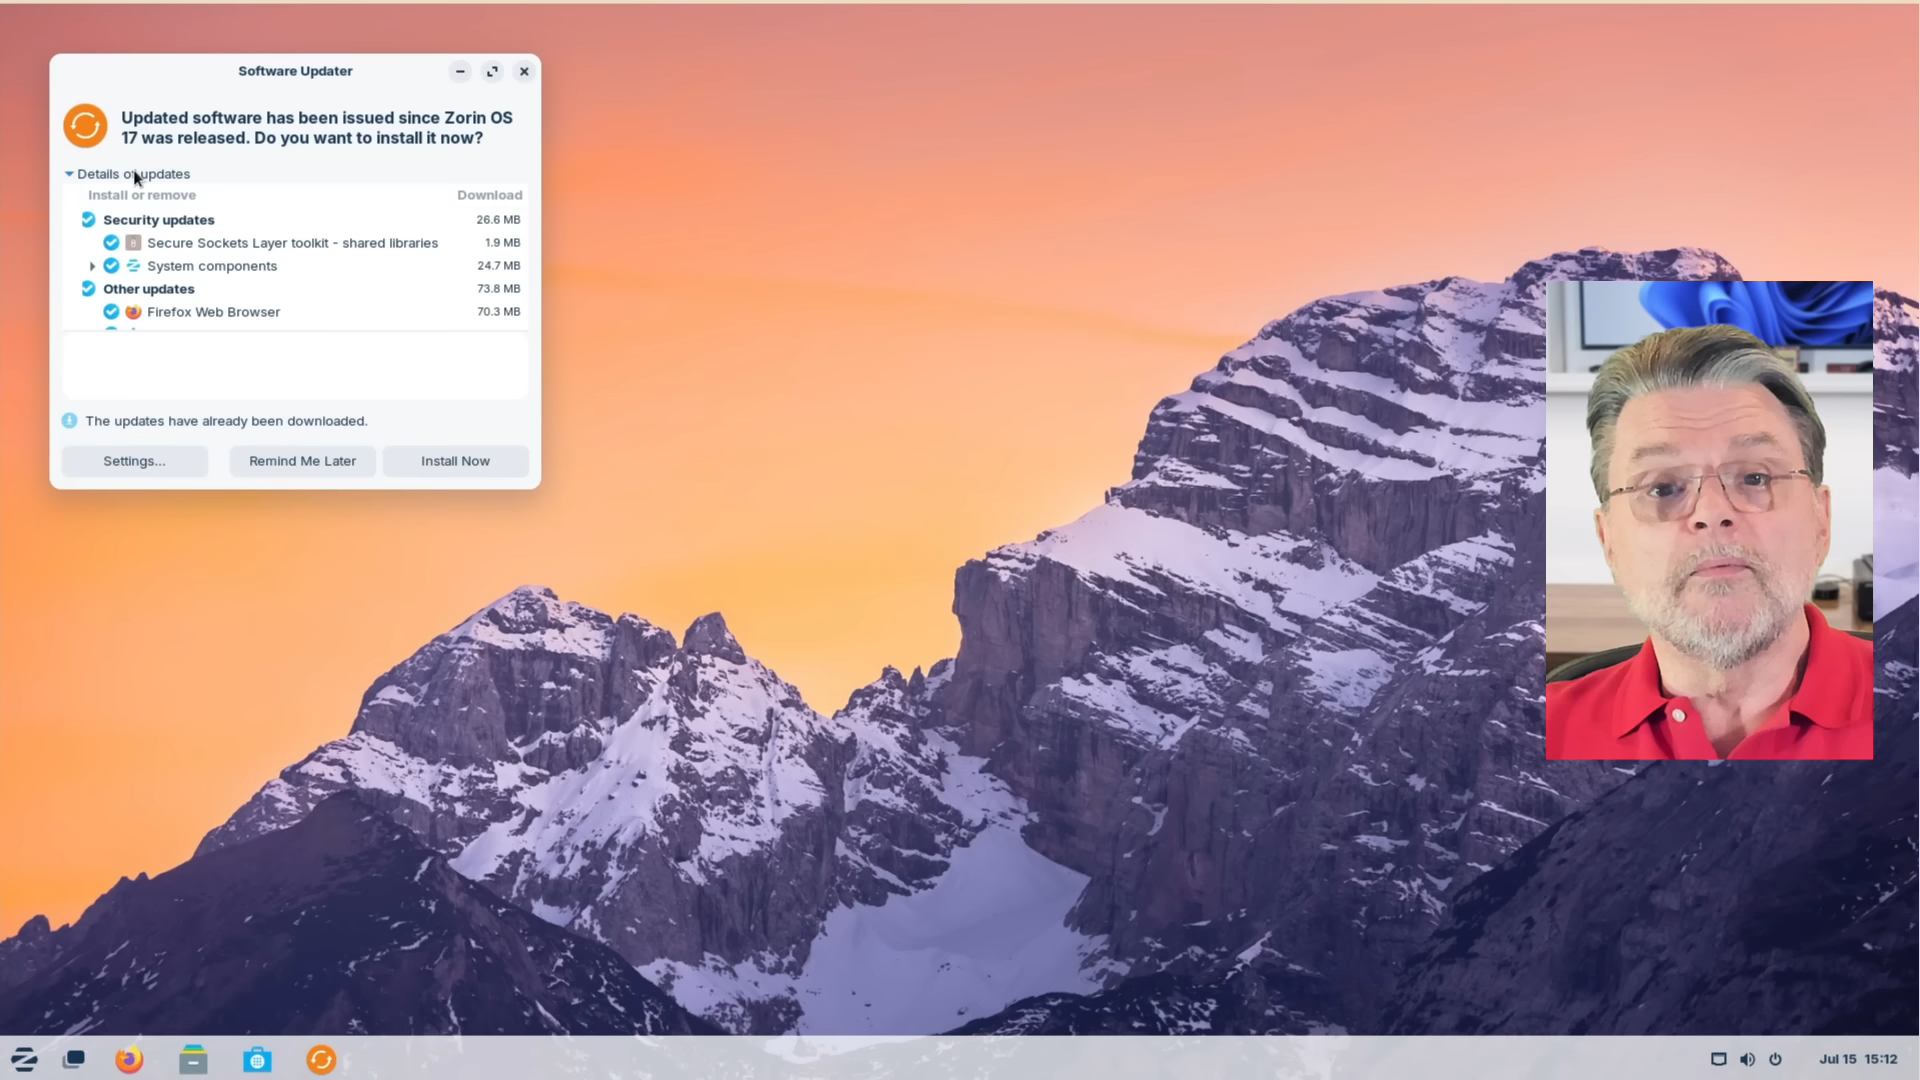 Software Updater
Updated software has been issued since Zorin OS
17 was released. Do you want to install it now?
Details of updates
Install or remove Download
Security updates 26.6 MB
Secure Sockets Layer toolkit - shared libraries 1.9 MB
System components 24.7 MB
Other updates 73.8 MB
Firefox Web Browser 70.3 MB
The updates have already been downloaded.
Settings... Remind Me Later Install Now
Jul 15 15:12